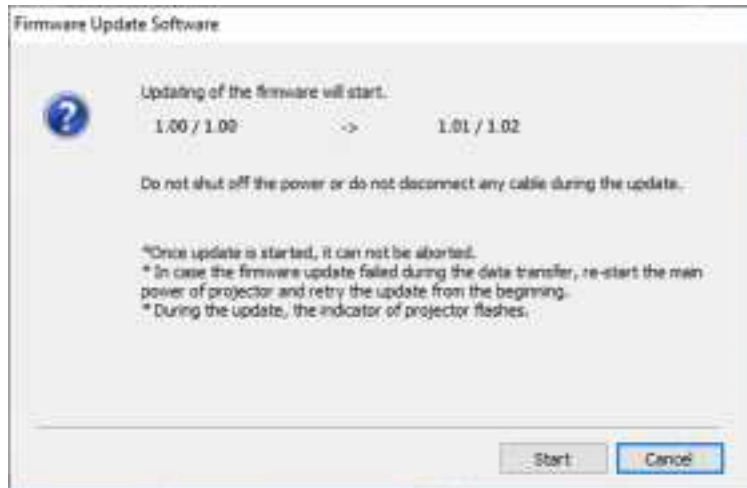 Firmware Update Software
Updating of the firmware will start.
1.00 / 1.00 -> 1.01 / 1.02
Do not shut off the power or do not disconnect any cable during the update.
*Once update is started, it can not be aborted.
* In case the firmware update failed during the data transfer, re-start the main
power of projector and retry the update from the beginning.
* During the update, the indicator of projector flashes.
Start Cancel